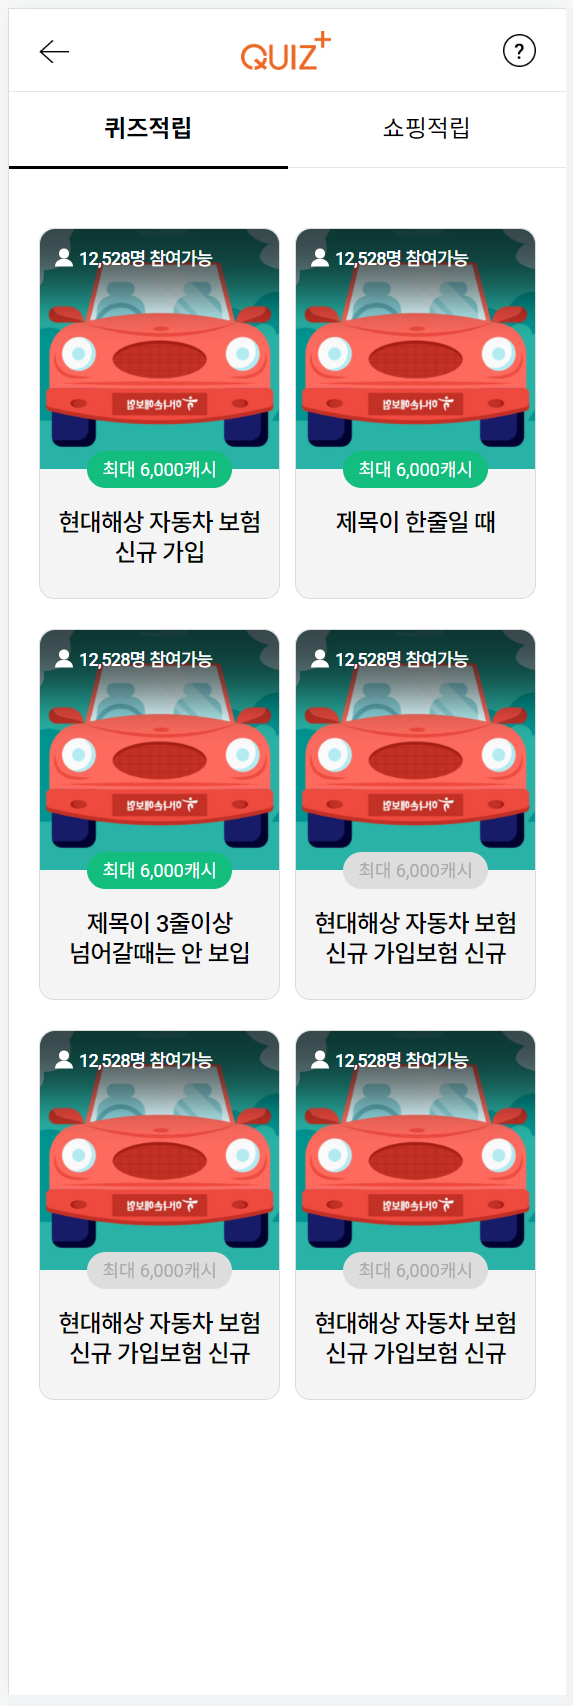 QUIZ+
?
퀴즈적립
쇼핑적립
12,528명 참여가능
최대 6,000캐시
현대해상 자동차 보험
신규 가입
12,528명 참여가능
최대 6,000캐시
제목이 한줄일 때
12,528명 참여가능
최대 6,000캐시
제목이 3줄이상
넘어갈때는 안 보입
12,528명 참여가능
최대 6,000캐시
현대해상 자동차 보험
신규 가입보험 신규
12,528명 참여가능
최대 6,000캐시
현대해상 자동차 보험
신규 가입보험 신규
12,528명 참여가능
최대 6,000캐시
현대해상 자동차 보험
신규 가입보험 신규